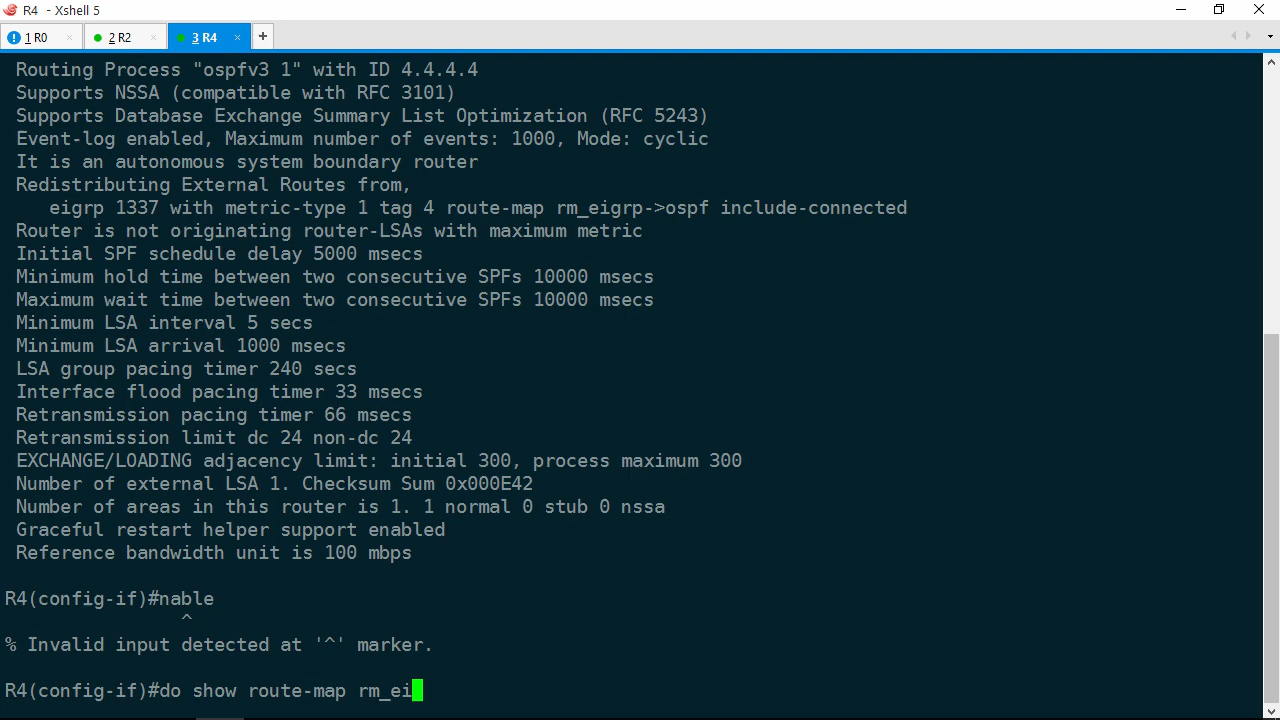 R4 - Xshell 5
1 R0 × 2 R2 × 3 R4 × +
Routing Process "ospfv3 1" with ID 4.4.4.4
Supports NSSA (compatible with RFC 3101)
Supports Database Exchange Summary List Optimization (RFC 5243)
Event-log enabled, Maximum number of events: 1000, Mode: cyclic
It is an autonomous system boundary router
Redistributing External Routes from,
eigrp 1337 with metric-type 1 tag 4 route-map rm_eigrp->ospf include-connected
Router is not originating router-LSAs with maximum metric
Initial SPF schedule delay 5000 msecs
Minimum hold time between two consecutive SPFs 10000 msecs
Maximum wait time between two consecutive SPFs 10000 msecs
Minimum LSA interval 5 secs
Minimum LSA arrival 1000 msecs
LSA group pacing timer 240 secs
Interface flood pacing timer 33 msecs
Retransmission pacing timer 66 msecs
Retransmission limit dc 24 non-dc 24
EXCHANGE/LOADING adjacency limit: initial 300, process maximum 300
Number of external LSA 1. Checksum Sum 0x000E42
Number of areas in this router is 1. 1 normal 0 stub 0 nssa
Graceful restart helper support enabled
Reference bandwidth unit is 100 mbps
R4(config-if)#nable
^
% Invalid input detected at '^' marker.
R4(config-if)#do show route-map rm_ei